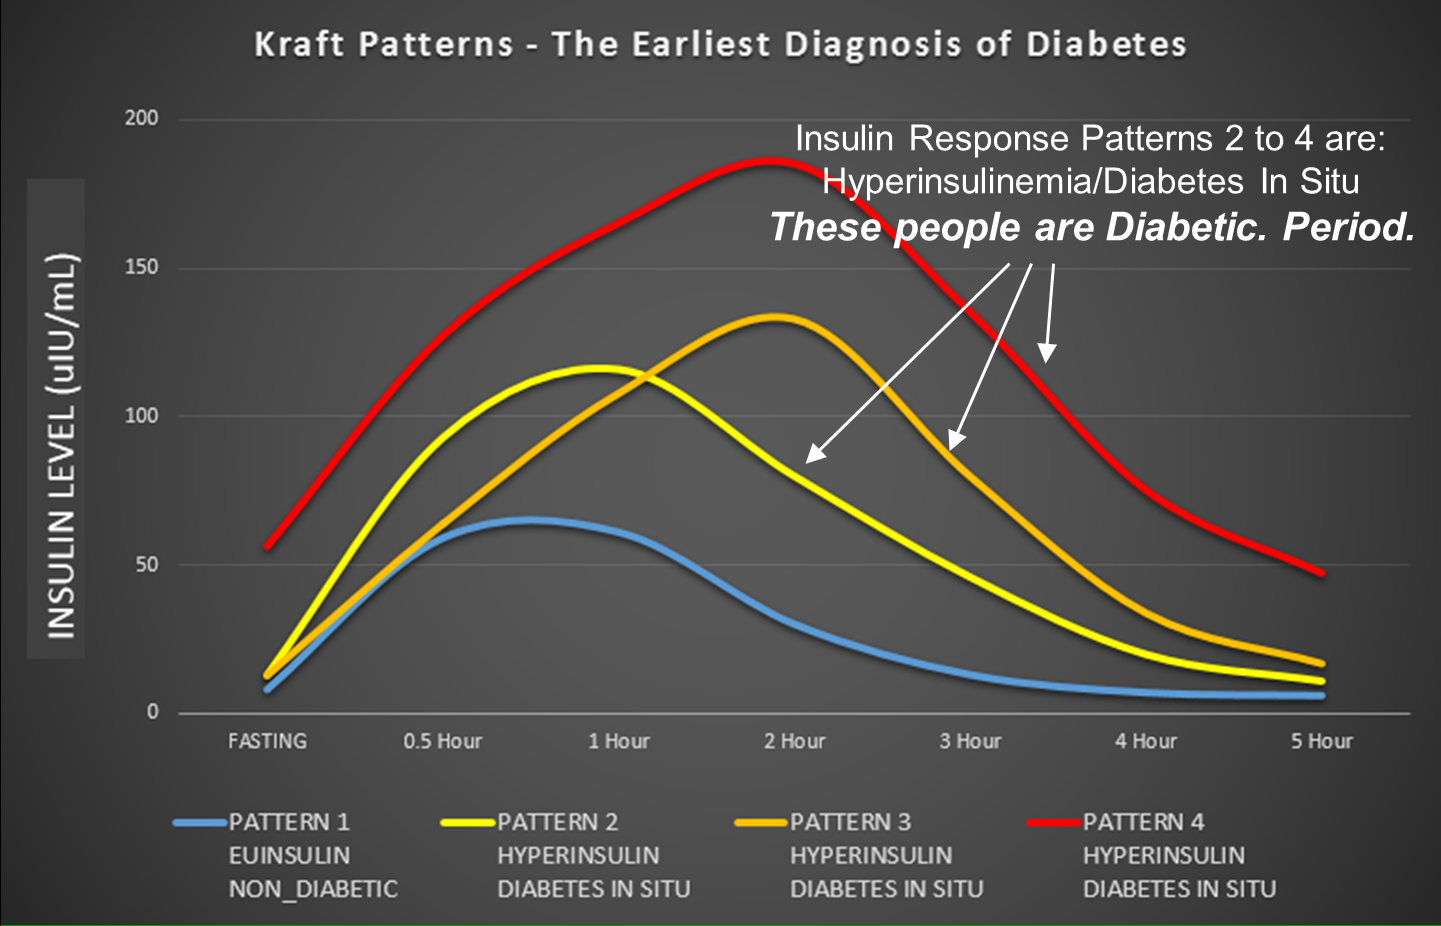 Kraft Patterns - The Earliest Diagnosis of Diabetes
Insulin Response Patterns 2 to 4 are:
Hyperinsulinemia/Diabetes In Situ
These people are Diabetic. Period.
INSULIN LEVEL (uIU/mL)
200
150
100
50
0
FASTING
0.5 Hour
1 Hour
2 Hour
3 Hour
4 Hour
5 Hour
PATTERN 1
EUINSULIN
NON_DIABETIC
PATTERN 2
HYPERINSULIN
DIABETES IN SITU
PATTERN 3
HYPERINSULIN
DIABETES IN SITU
PATTERN 4
HYPERINSULIN
DIABETES IN SITU